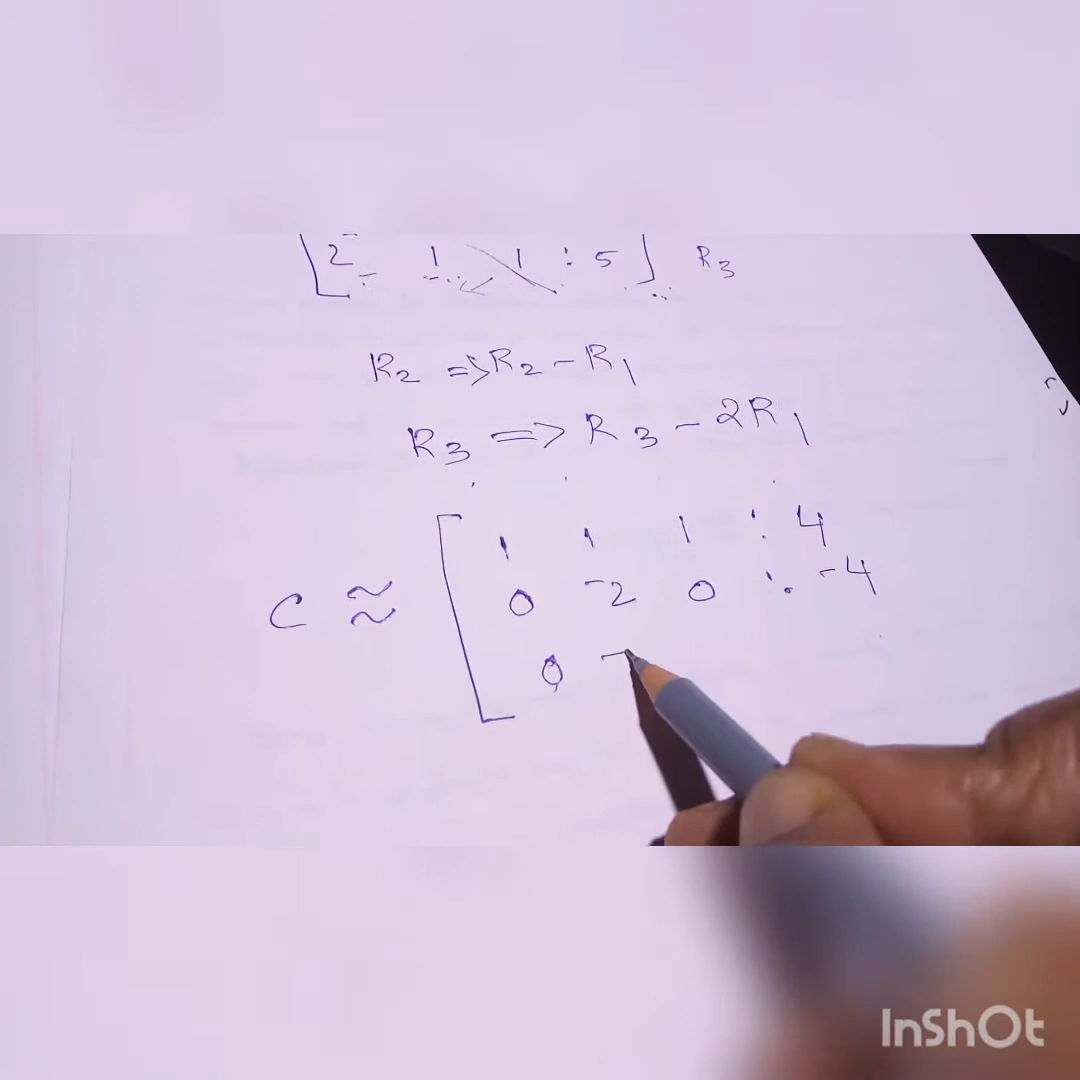 [2 1 1 : 5] R3
R2 => R2 - R1
R3 => R3 - 2R1
1 1 1 : 4
C ≈ [ 0 -2 0 : -4
0 -
InShOt